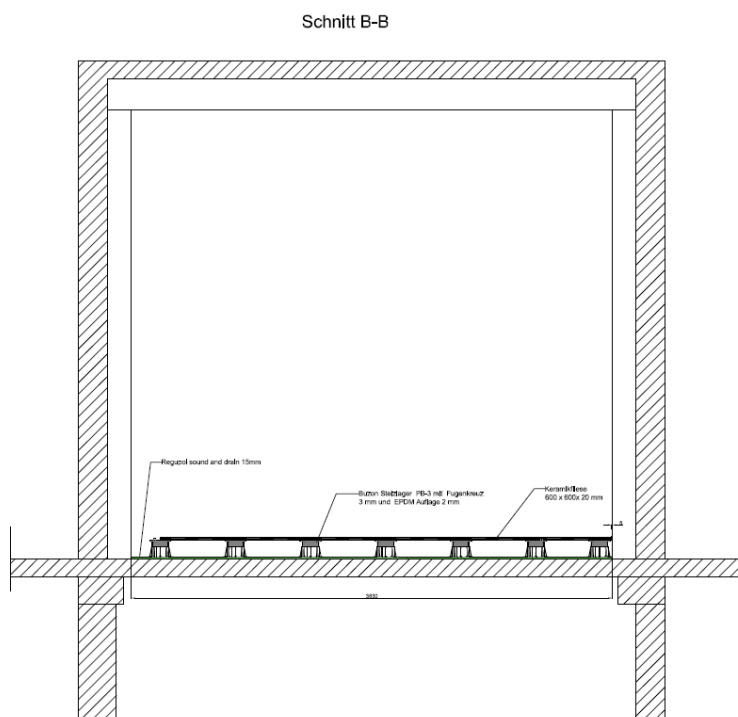 Schnitt B-B
Regupol sound and drain 15mm
Buzon Stelzlager PB-3 mit Fugenkreuz
3 mm und EPDM Auflage 2 mm
Keramikfliese
600 x 600x 20 mm